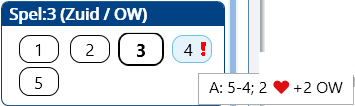 Spel:3 (Zuid / OW)
1 2 3 4 !
5
A: 5-4; 2 ♥ +2 OW